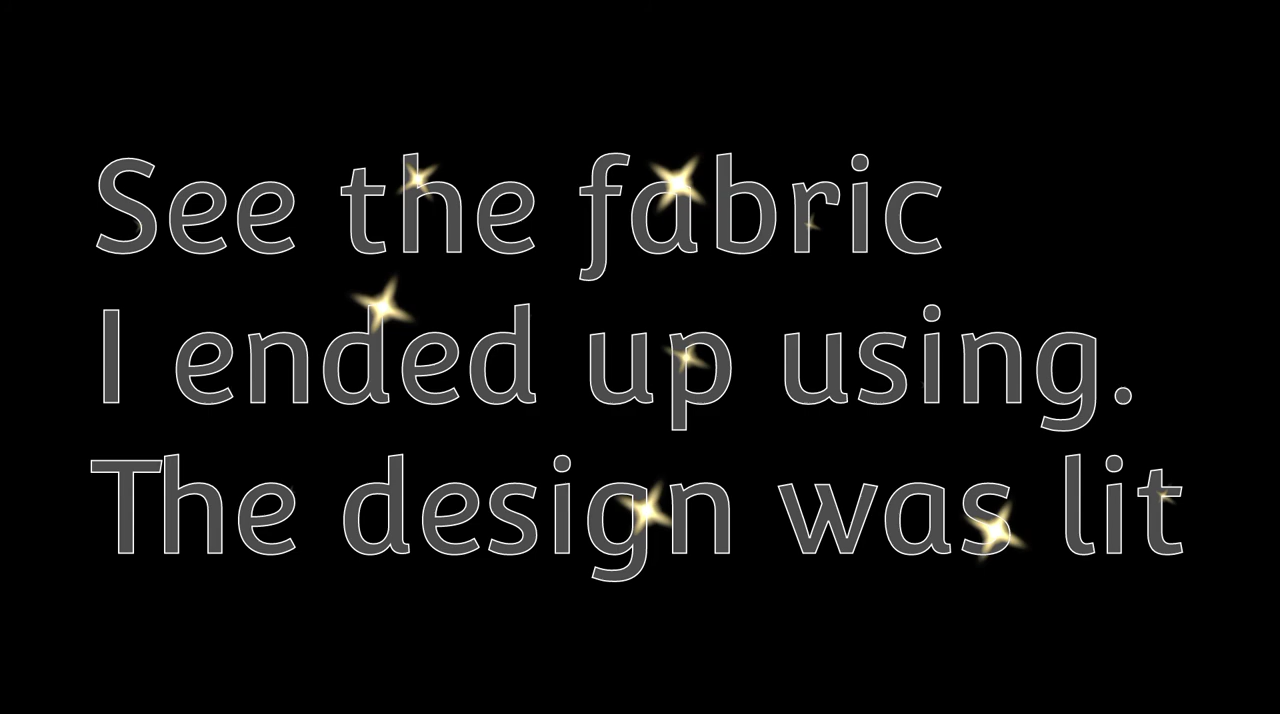 See the fabric
I ended up using.
The design was lit